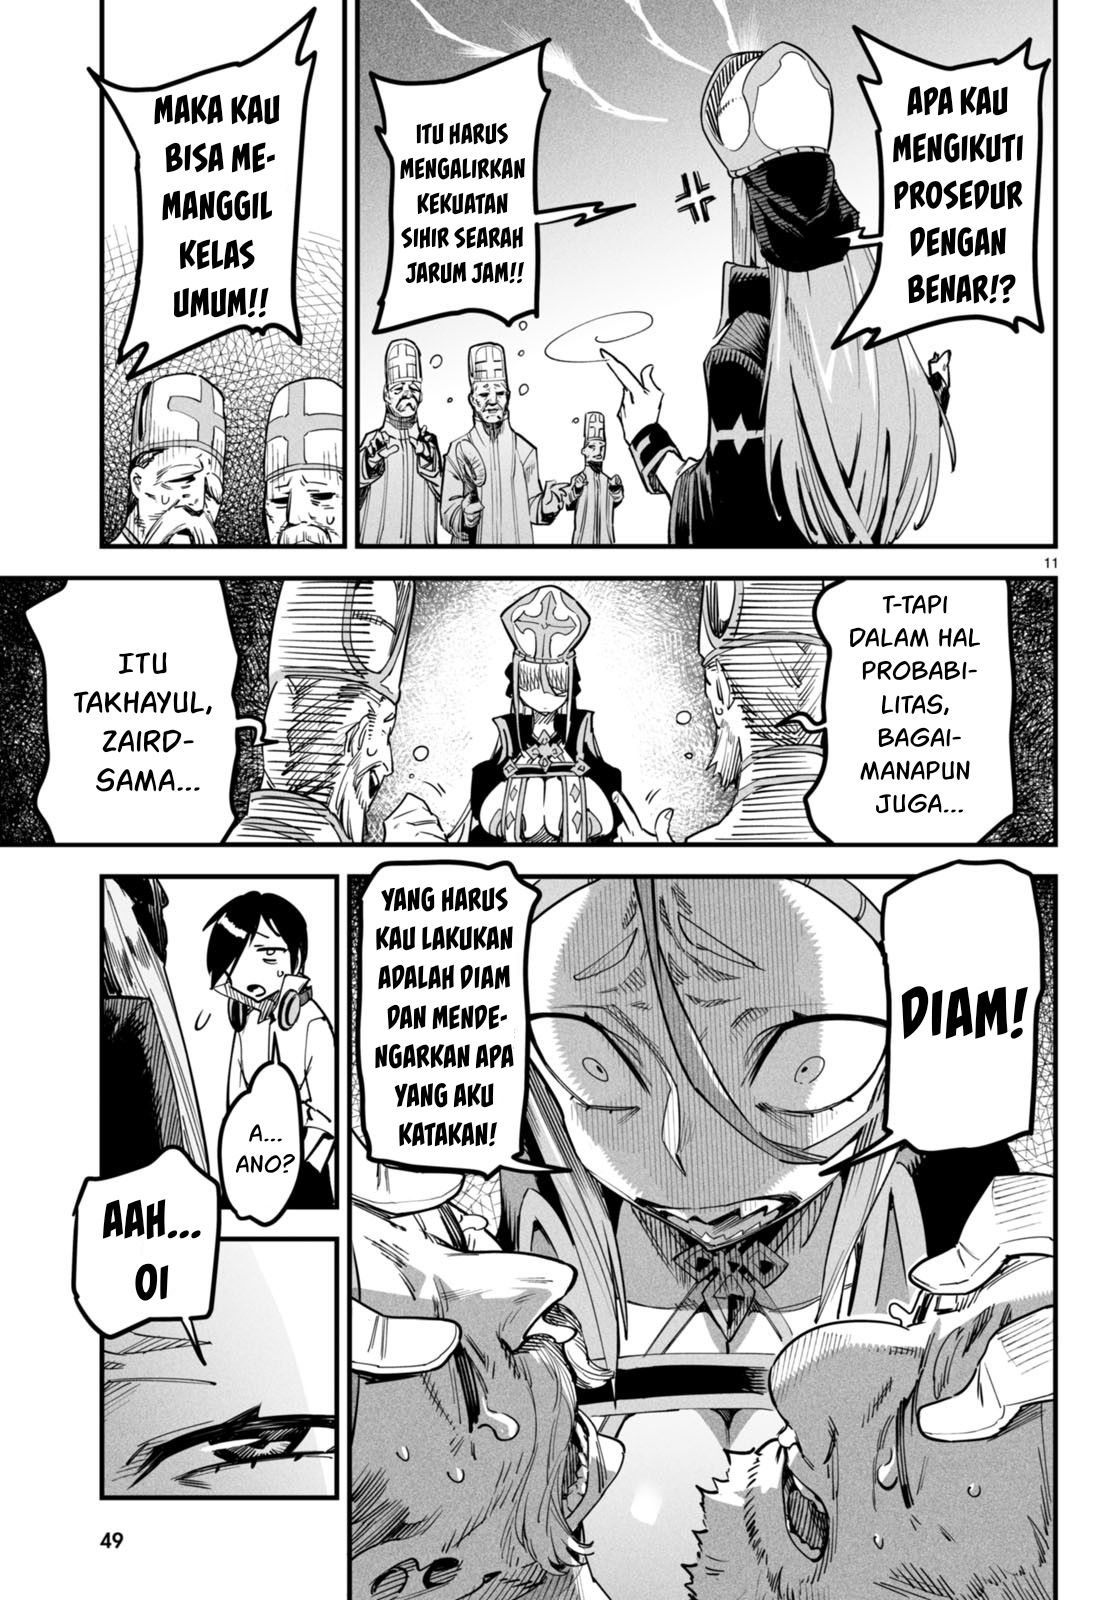 APA KAU
MENGIKUTI
PROSEDUR
DENGAN
BENAR!?
ITU HARUS
MENGALIRKAN
KEKUATAN
SIHIR SEARAH
JARUM JAM!!
MAKA KAU
BISA ME-
MANGGIL
KELAS
UMUM!!
11
T-TAPI
DALAM HAL
PROBABI-
LITAS,
BAGAI-
MANAPUN
JUGA...
ITU
TAKHAYUL,
ZAIRD-
SAMA...
DIAM!
YANG HARUS
KAU LAKUKAN
ADALAH DIAM
DAN MENDE-
NGARKAN APA
YANG AKU
KATAKAN!
A...
ANO?
AAH...
OI
49